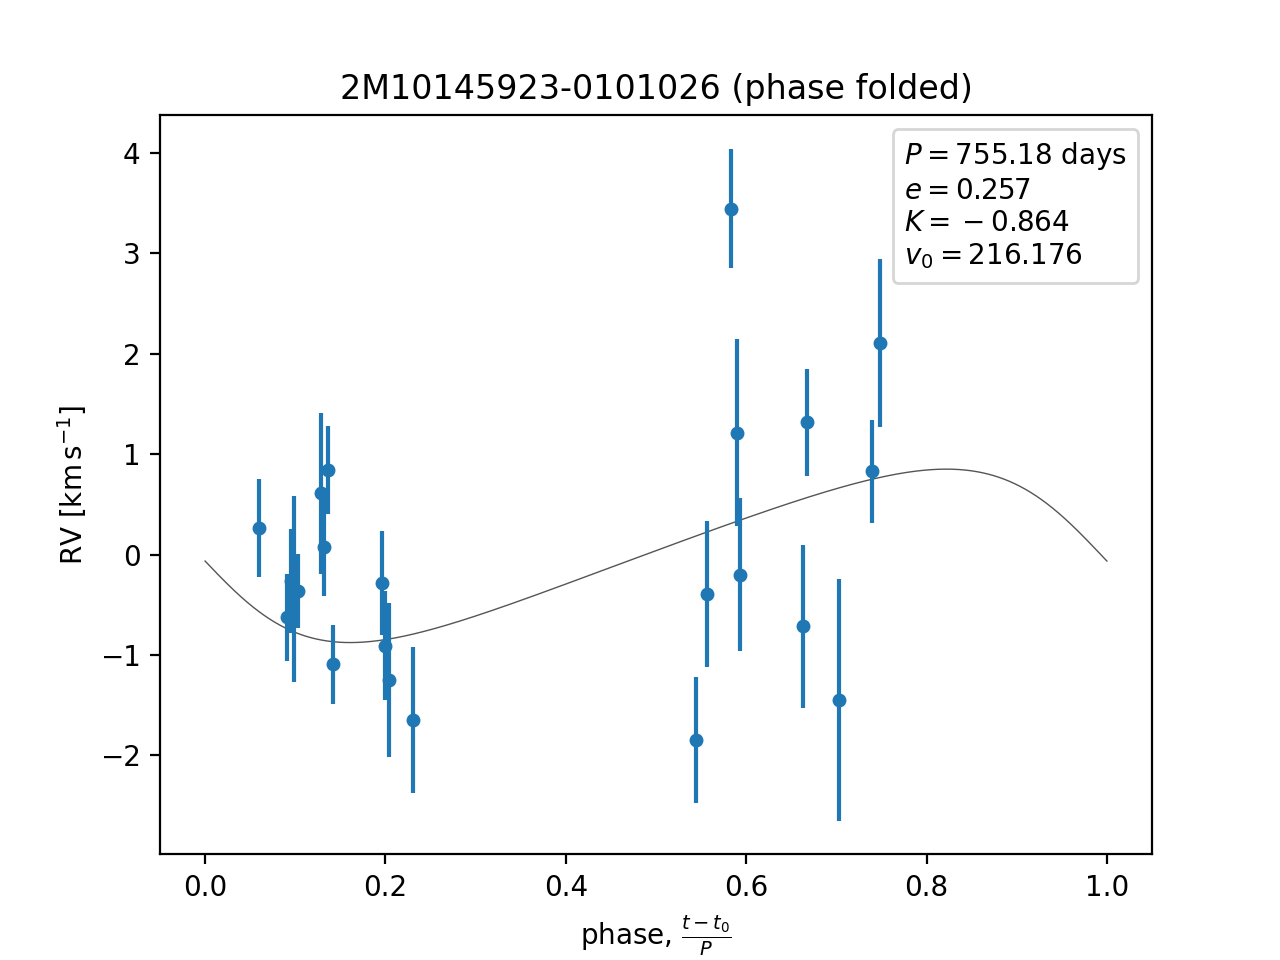 2M10145923-0101026 (phase folded)
P = 755.18 days
e = 0.257
K = −0.864
v₀ = 216.176
4
3
2
1
0
−1
−2
RV [km s⁻¹]
0.0 0.2 0.4 0.6 0.8 1.0
phase, (t − t₀)/P